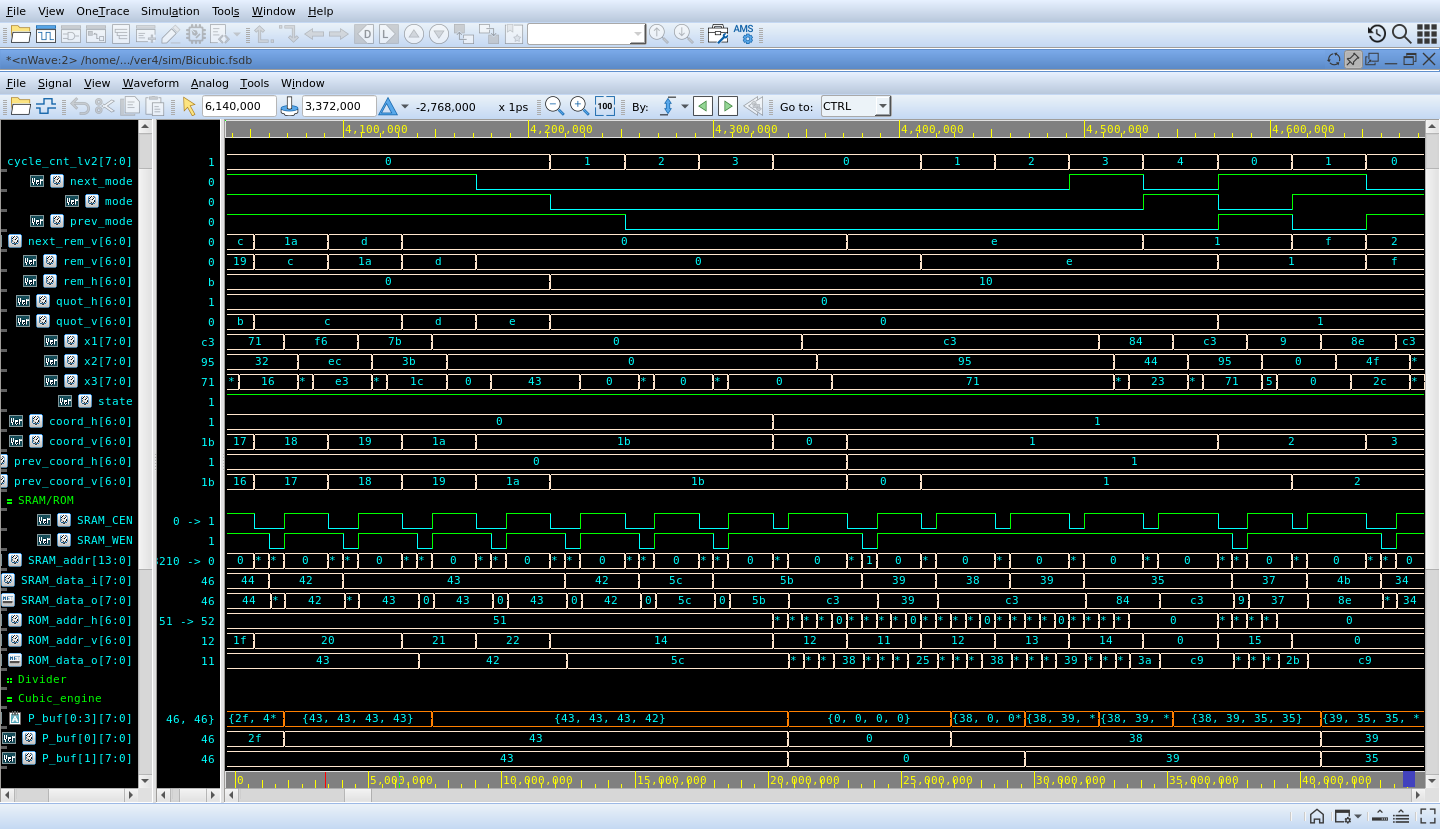 File View OneTrace Simulation Tools Window Help
D L AMS
*<nWave:2> /home/.../ver4/sim/Bicubic.fsdb
File Signal View Waveform Analog Tools Window
6,140,000 3,372,000 -2,768,000 x 1ps 100 By: Go to: CTRL
4,100,000 4,200,000 4,300,000 4,400,000 4,500,000 4,600,000
cycle_cnt_lv2[7:0] 1 0 1 2 3 0 1 2 3 4 0 1 0
Ver next_mode 0
Ver mode 0
Ver prev_mode 0
next_rem_v[6:0] 0 c 1a d 0 e 1 f 2
Ver rem_v[6:0] 0 19 c 1a d 0 e 1 f
Ver rem_h[6:0] b 0 10
Ver quot_h[6:0] 1 0
Ver quot_v[6:0] 0 b c d e 0 1
Ver x1[7:0] c3 71 f6 7b 0 c3 84 c3 9 8e c3
Ver x2[7:0] 95 32 ec 3b 0 95 44 95 0 4f *
Ver x3[7:0] 71 * 16 * e3 * 1c 0 43 0 * 0 * 0 71 * 23 * 71 5 0 2c *
Ver state 1
Ver coord_h[6:0] 1 0 1
Ver coord_v[6:0] 1b 17 18 19 1a 1b 0 1 2 3
prev_coord_h[6:0] 1 0 1
prev_coord_v[6:0] 1b 16 17 18 19 1a 1b 0 1 2
SRAM/ROM
Ver SRAM_CEN 0 -> 1
Ver SRAM_WEN 1
SRAM_addr[13:0] 3210 -> 0 0 * * 0 * * 0 * * 0 * * 0 * * 0 * * 0 * * 0 * 0 * 1 0 * 0 * 0 * 0 * 0 * * 0 * 0 * * 0
SRAM_data_i[7:0] 46 44 42 43 42 5c 5b 39 38 39 35 37 4b 34
SRAM_data_o[7:0] 46 44 * 42 * 43 0 43 0 43 0 42 0 5c 0 5b c3 39 c3 84 c3 9 37 8e * 34
ROM_addr_h[6:0] 51 -> 52 51 * * * * 0 * * * * 0 * * * * 0 * * * * 0 * * * * 0 * * * * 0
ROM_addr_v[6:0] 12 1f 20 21 22 14 12 11 12 13 14 0 15 0
ROM_data_o[7:0] 11 43 42 5c * * * 38 * * * 25 * * * 38 * * * 39 * * * 3a c9 * * * 2b c9
Divider
Cubic_engine
P_buf[0:3][7:0] 46, 46} {2f, 4* {43, 43, 43, 43} {43, 43, 43, 42} {0, 0, 0, 0} {38, 0, 0* {38, 39, * {38, 39, * {38, 39, 35, 35} {39, 35, 35, *
Ver P_buf[0][7:0] 46 2f 43 0 38 39
Ver P_buf[1][7:0] 46 43 0 39 35
0 5,003,000 10,000,000 15,000,000 20,000,000 25,000,000 30,000,000 35,000,000 40,000,000